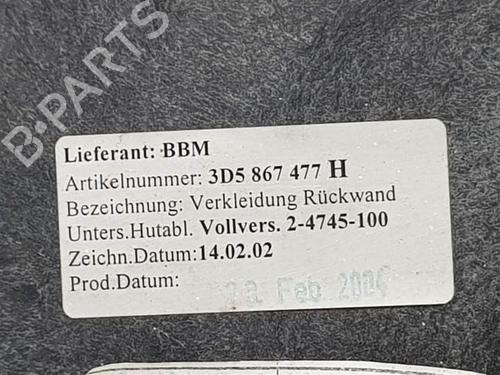 B-PARTS
Lieferant: BBM
Artikelnummer: 3D5 867 477 H
Bezeichnung: Verkleidung Rückwand
Unters.Hutabl. Vollvers. 2-4745-100
Zeichn.Datum:14.02.02
Prod.Datum: Feb